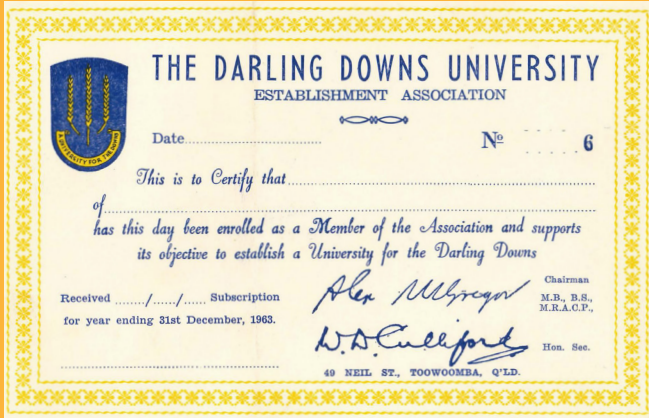 THE DARLING DOWNS UNIVERSITY
ESTABLISHMENT ASSOCIATION
A UNIVERSITY FOR THE DOWNS
Date.............................. Nº ..... 6
This is to Certify that..............................
of..............................
has this day been enrolled as a Member of the Association and supports
its objective to establish a University for the Darling Downs
Received ......./....../...... Subscription
for year ending 31st December, 1963.
Alex McGregor
Chairman
M.B., B.S.,
M.R.A.C.P.,
W. D. Culliford
Hon. Sec.
49 NEIL ST., TOOWOOMBA, Q'LD.